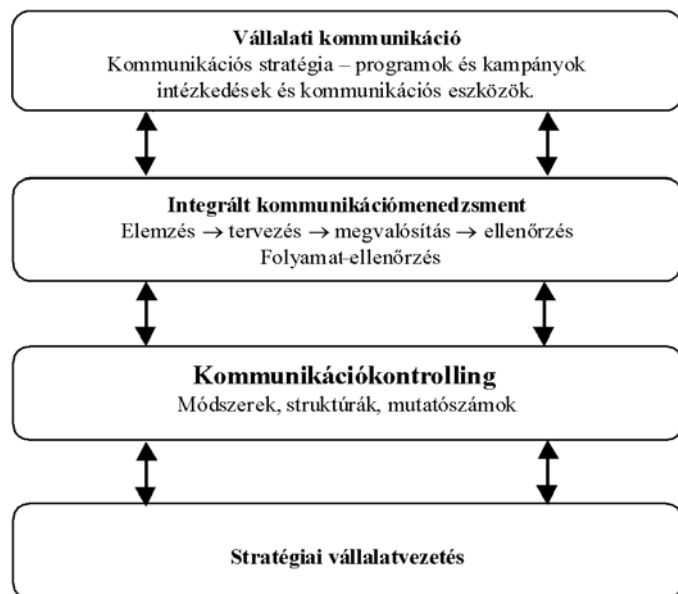 Vállalati kommunikáció
Kommunikációs stratégia – programok és kampányok
intézkedések és kommunikációs eszközök.
Integrált kommunikációmenedzsment
Elemzés → tervezés → megvalósítás → ellenőrzés
Folyamat-ellenőrzés
Kommunikációkontrolling
Módszerek, struktúrák, mutatószámok
Stratégiai vállalatvezetés